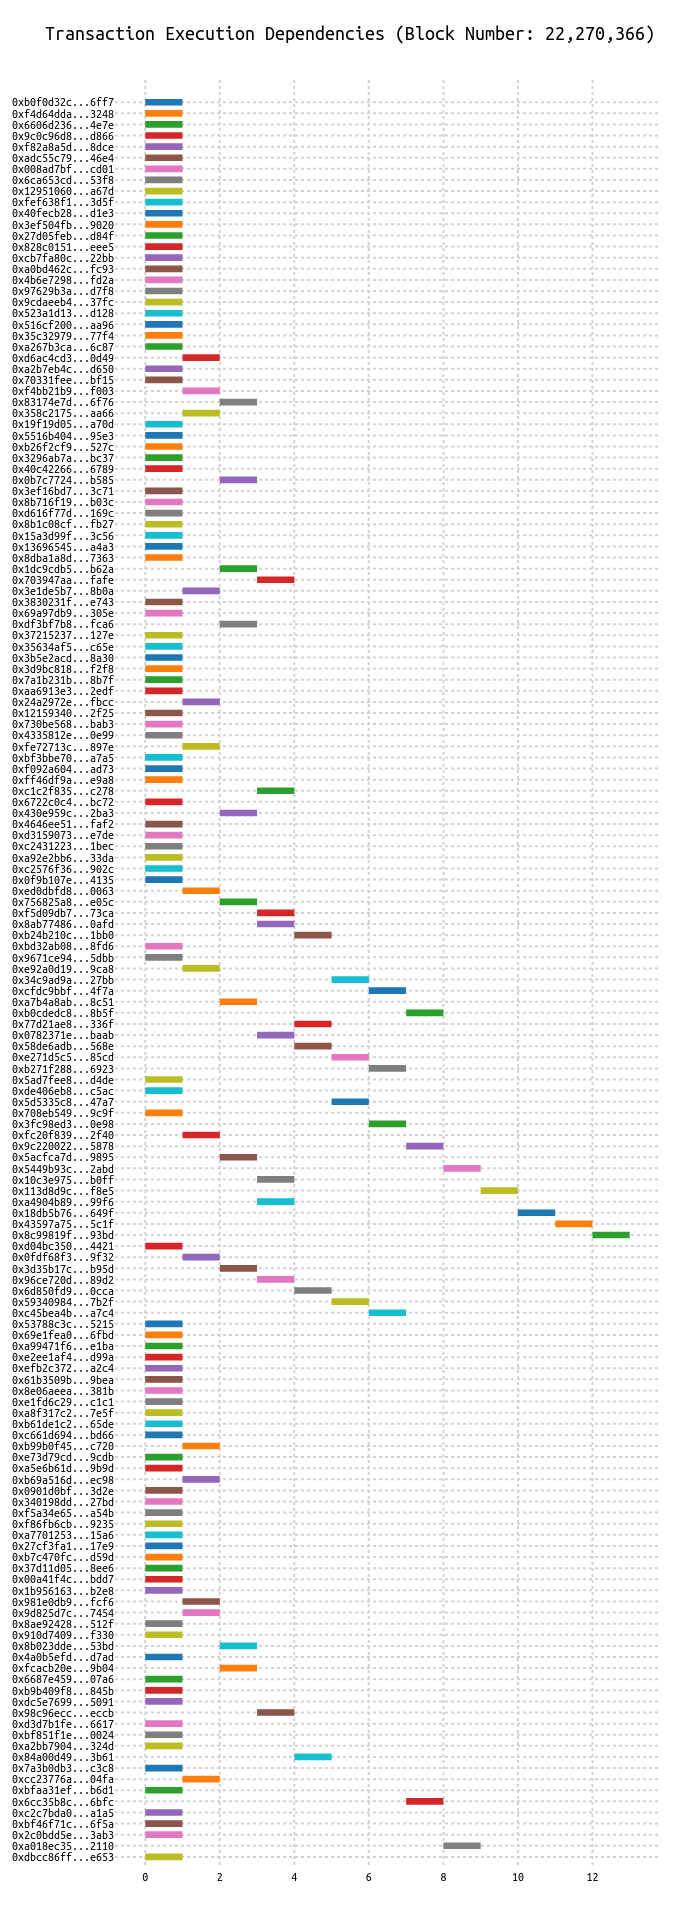 Transaction Execution Dependencies (Block Number: 22,270,366)
0xb0f0d32c...6ff7
0xf4d64dda...3248
0x6606d236...4e7e
0x9c0c96d8...d866
0xf82a8a5d...8dce
0xadc55c79...46e4
0x008ad7bf...cd01
0x6ca653cd...53f8
0x12951060...a67d
0xfef638f1...3d5f
0x40fecb28...d1e3
0x3ef504fb...9020
0x27d05feb...d84f
0x828c0151...eee5
0xcb7fa80c...22bb
0xa0bd462c...fc93
0x4b6e7298...fd2a
0x97629b3a...d7f8
0x9cdaeeb4...37fc
0x523a1d13...d128
0x516cf200...aa96
0x35c32979...77f4
0xa267b3ca...6c87
0xd6ac4cd3...0d49
0xa2b7eb4c...d650
0x70331fee...bf15
0xf4bb21b9...f003
0x83174e7d...6f76
0x358c2175...aa66
0x19f19d05...a70d
0x5516b404...95e3
0xb26f2cf9...527c
0x3296ab7a...bc37
0x40c42266...6789
0x0b7c7724...b585
0x3ef16bd7...3c71
0x8b716f19...b03c
0xd616f77d...169c
0x8b1c08cf...fb27
0x15a3d99f...3c56
0x13696545...a4a3
0x8dba1a8d...7363
0x1dc9cdb5...b62a
0x703947aa...fafe
0x3e1de5b7...8b0a
0x3830231f...e743
0x69a97db9...305e
0xdf3bf7b8...fca6
0x37215237...127e
0x35634af5...c65e
0x3b5e2acd...8a30
0x3d9bc818...f2f8
0x7a1b231b...8b7f
0xaa6913e3...2edf
0x24a2972e...fbcc
0x12159340...2f25
0x730be568...bab3
0x4335812e...0e99
0xfe72713c...897e
0xbf3bbe70...a7a5
0xf092a604...ad73
0xff46df9a...e9a8
0xc1c2f835...c278
0x6722c0c4...bc72
0x430e959c...2ba3
0x4646ee51...faf2
0xd3159073...e7de
0xc2431223...1bec
0xa92e2bb6...33da
0xc2576f36...902c
0x0f9b107e...4135
0xed0dbfd8...0063
0x756825a8...e05c
0xf5d09db7...73ca
0x8ab77486...0afd
0xb24b210c...1bb0
0xbd32ab08...8fd6
0x9671ce94...5dbb
0xe92a0d19...9ca8
0x34c9ad9a...27bb
0xcfdc9bbf...4f7a
0xa7b4a8ab...8c51
0xb0cdedc8...8b5f
0x77d21ae8...336f
0x0782371e...baab
0x58de6adb...568e
0xe271d5c5...85cd
0xb271f288...6923
0x5ad7fee8...d4de
0xde406eb8...c5ac
0x5d5335c8...47a7
0x708eb549...9c9f
0x3fc98ed3...0e98
0xfc20f839...2f40
0x9c220022...5878
0x5acfca7d...9895
0x5449b93c...2abd
0x10c3e975...b0ff
0x113d8d9c...f8e5
0xa4904b89...99f6
0x18db5b76...649f
0x43597a75...5c1f
0x8c99819f...93bd
0xd04bc350...4421
0x0fdf68f3...9f32
0x3d35b17c...b95d
0x96ce720d...89d2
0x6d850fd9...0cca
0x59340984...7b2f
0xc45bea4b...a7c4
0x53788c3c...5215
0x69e1fea0...6fbd
0xa99471f6...e1ba
0xe2ee1af4...d99a
0xefb2c372...a2c4
0x61b3509b...9bea
0x8e06aeea...381b
0xe1fd6c29...c1c1
0xa8f317c2...7e5f
0xb61de1c2...65de
0xc661d694...bd66
0xb99b0f45...c720
0xe73d79cd...9cdb
0xa5e6b61d...9b9d
0xb69a516d...ec98
0x0901d0bf...3d2e
0x340198dd...27bd
0xf5a34e65...a54b
0xf86fb6cb...9235
0xa7701253...15a6
0x27cf3fa1...17e9
0xb7c470fc...d59d
0x37d11d05...8ee6
0x00a41f4c...bdd7
0x1b956163...b2e8
0x981e0db9...fcf6
0x9d825d7c...7454
0x8ae92428...512f
0x910d7409...f330
0x8b023dde...53bd
0x4a0b5efd...d7ad
0xfcacb20e...9b04
0x6687e459...07a6
0xb9b409f8...845b
0xdc5e7699...5091
0x98c96ecc...eccb
0xd3d7b1fe...6617
0xbf851f1e...0024
0xa2bb7904...324d
0x84a00d49...3b61
0x7a3b0db3...c3c8
0xcc23776a...04fa
0xbfaa31ef...b6d1
0x6cc35b8c...6bfc
0xc2c7bda0...a1a5
0xbf46f71c...6f5a
0x2c0bdd5e...3ab3
0xa018ec35...2110
0xdbcc86ff...e653
0 2 4 6 8 10 12